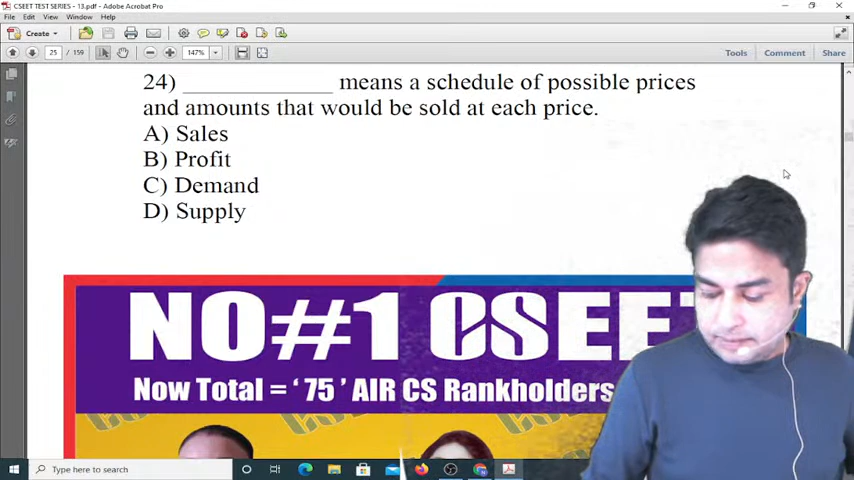 CSEET TEST SERIES - 13.pdf - Adobe Acrobat Pro
File Edit View Window Help
Create
25 / 159
147%
Tools Comment Share
24) ______________ means a schedule of possible prices
and amounts that would be sold at each price.
A) Sales
B) Profit
C) Demand
D) Supply
NO#1 CSEET
Now Total = ‘ 75 ’ AIR CS Rankholders
Type here to search